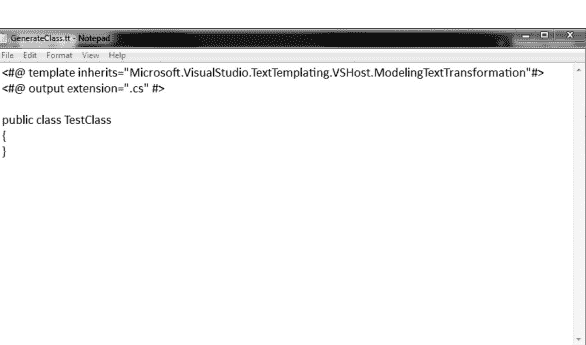 GenerateClass.tt - Notepad
File Edit Format View Help
<#@ template inherits="Microsoft.VisualStudio.TextTemplating.VSHost.ModelingTextTransformation"#>
<#@ output extension=".cs" #>
public class TestClass
{
}